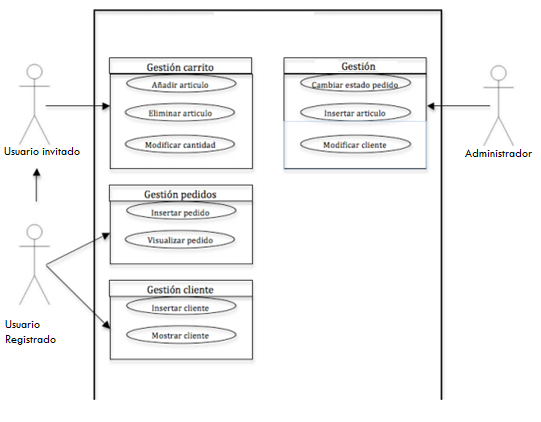 Gestión carrito
Añadir articulo
Eliminar articulo
Modificar cantidad
Gestión
Cambiar estado pedido
Insertar articulo
Modificar cliente
Usuario invitado
Administrador
Gestión pedidos
Insertar pedido
Visualizar pedido
Gestión cliente
Insertar cliente
Mostrar cliente
Usuario
Registrado